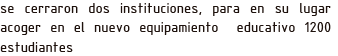 se cerraron dos instituciones, para en su lugar
acoger en el nuevo equipamiento educativo 1200
estudiantes